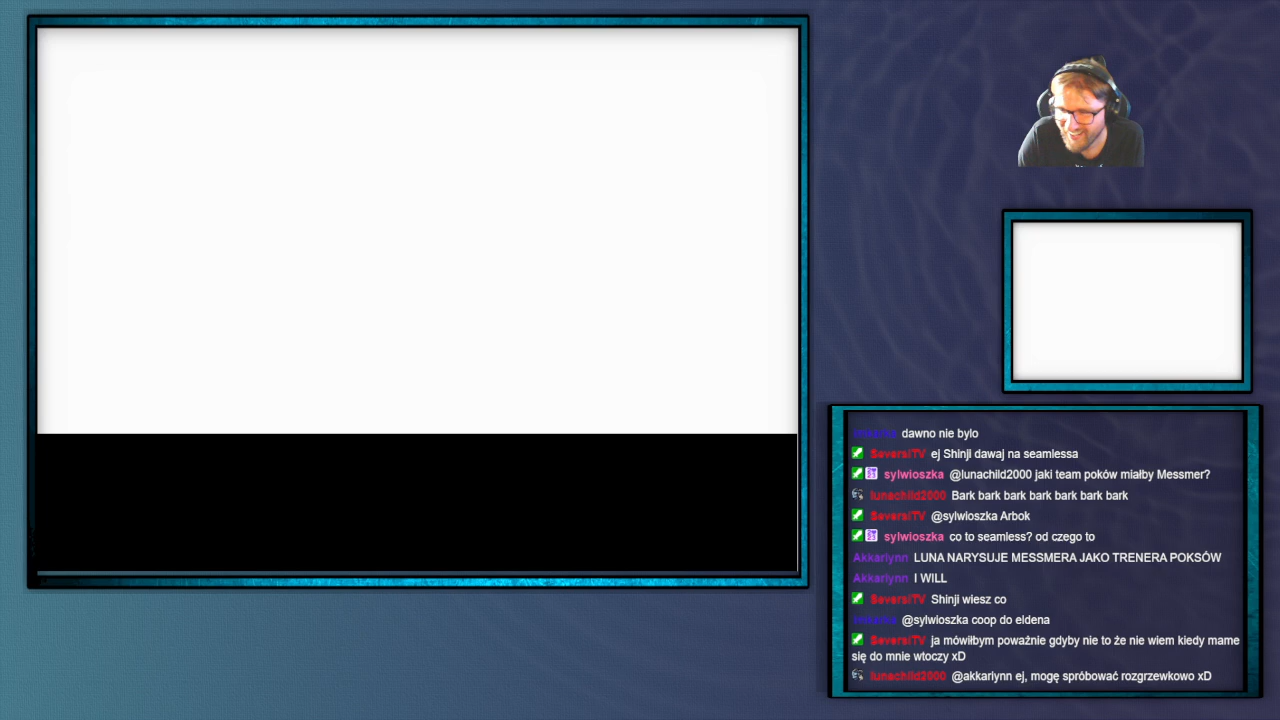 dawno nie bylo
SeversITV ej Shinji dawaj na seamlessa
sylwioszka @lunachild2000 jaki team poków miałby Messmer?
lunachild2000 Bark bark bark bark bark bark bark
SeversITV @sylwioszka Arbok
sylwioszka co to seamless? od czego to
Akkarlynn LUNA NARYSUJE MESSMERA JAKO TRENERA POKSÓW
Akkarlynn I WILL
SeversITV Shinji wiesz co
@sylwioszka coop do eldena
SeversITV ja mówiłbym poważnie gdyby nie to że nie wiem kiedy mame
się do mnie wtoczy xD
lunachild2000 @akkarlynn ej, mogę spróbować rozgrzewkowo xD